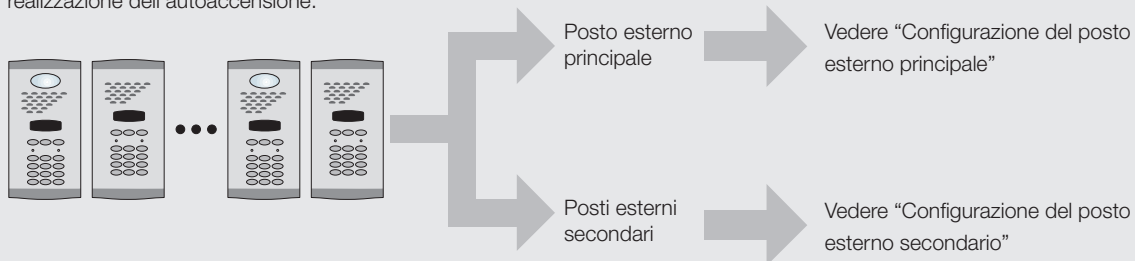 realizzazione dell'autoaccensione.
Posto esterno
principale
Vedere “Configurazione del posto
esterno principale”
Posti esterni
secondari
Vedere “Configurazione del posto
esterno secondario”